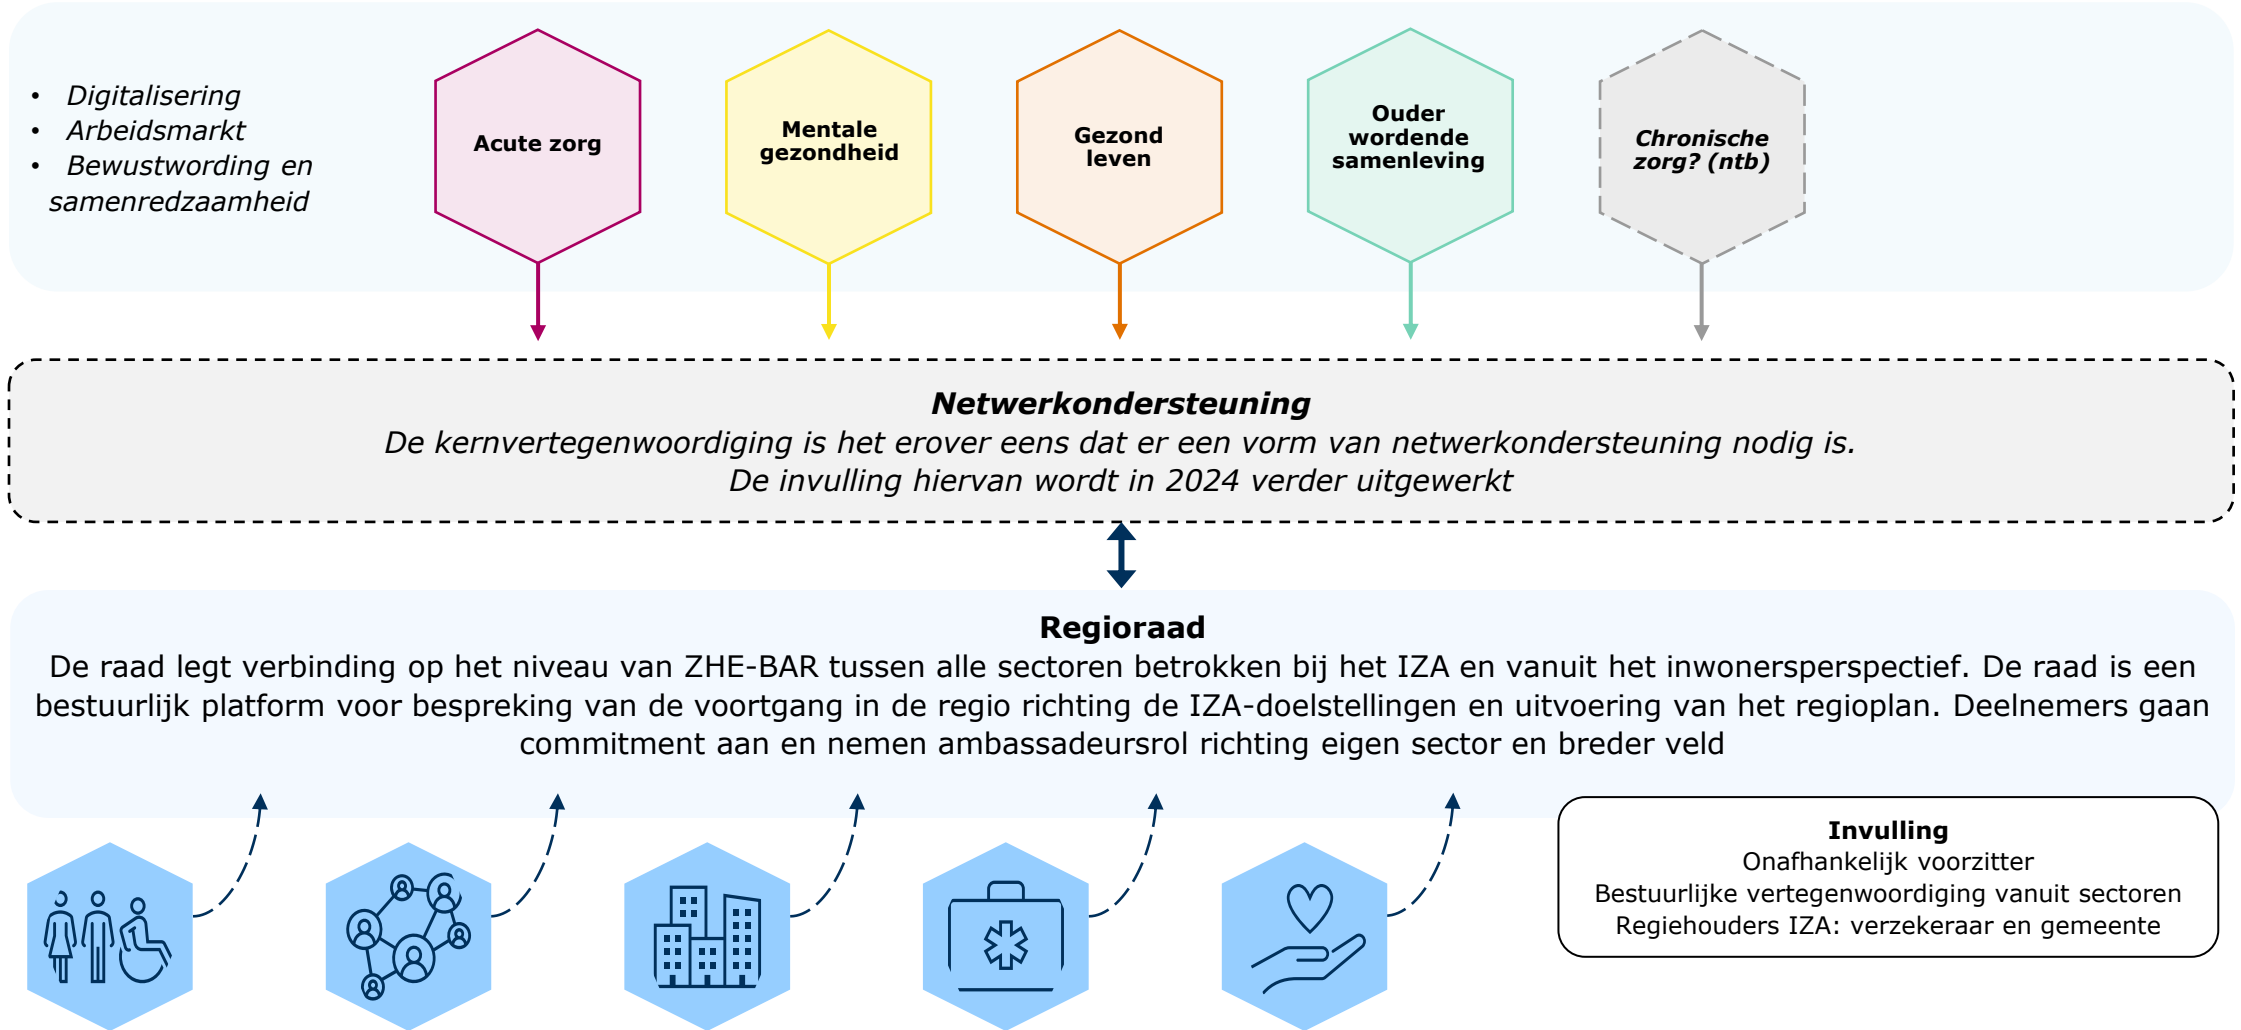 • Digitalisering
• Arbeidsmarkt
• Bewustwording en
samenredzaamheid
Acute zorg
Mentale
gezondheid
Gezond
leven
Ouder
wordende
samenleving
Chronische
zorg? (ntb)
Netwerkondersteuning
De kernvertegenwoordiging is het erover eens dat er een vorm van netwerkondersteuning nodig is.
De invulling hiervan wordt in 2024 verder uitgewerkt
Regioraad
De raad legt verbinding op het niveau van ZHE-BAR tussen alle sectoren betrokken bij het IZA en vanuit het inwonersperspectief. De raad is een
bestuurlijk platform voor bespreking van de voortgang in de regio richting de IZA-doelstellingen en uitvoering van het regioplan. Deelnemers gaan
commitment aan en nemen ambassadeursrol richting eigen sector en breder veld
Invulling
Onafhankelijk voorzitter
Bestuurlijke vertegenwoordiging vanuit sectoren
Regiehouders IZA: verzekeraar en gemeente